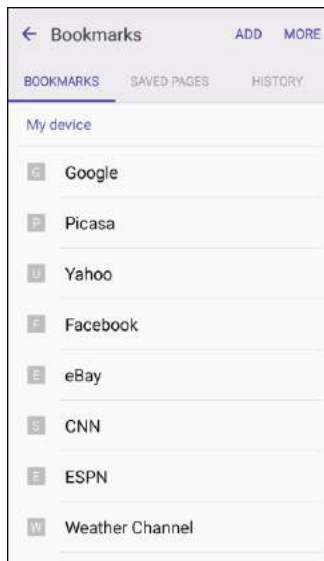 ← Bookmarks ADD MORE
BOOKMARKS SAVED PAGES HISTORY
My device
G Google
P Picasa
U Yahoo
F Facebook
E eBay
S CNN
E ESPN
W Weather Channel